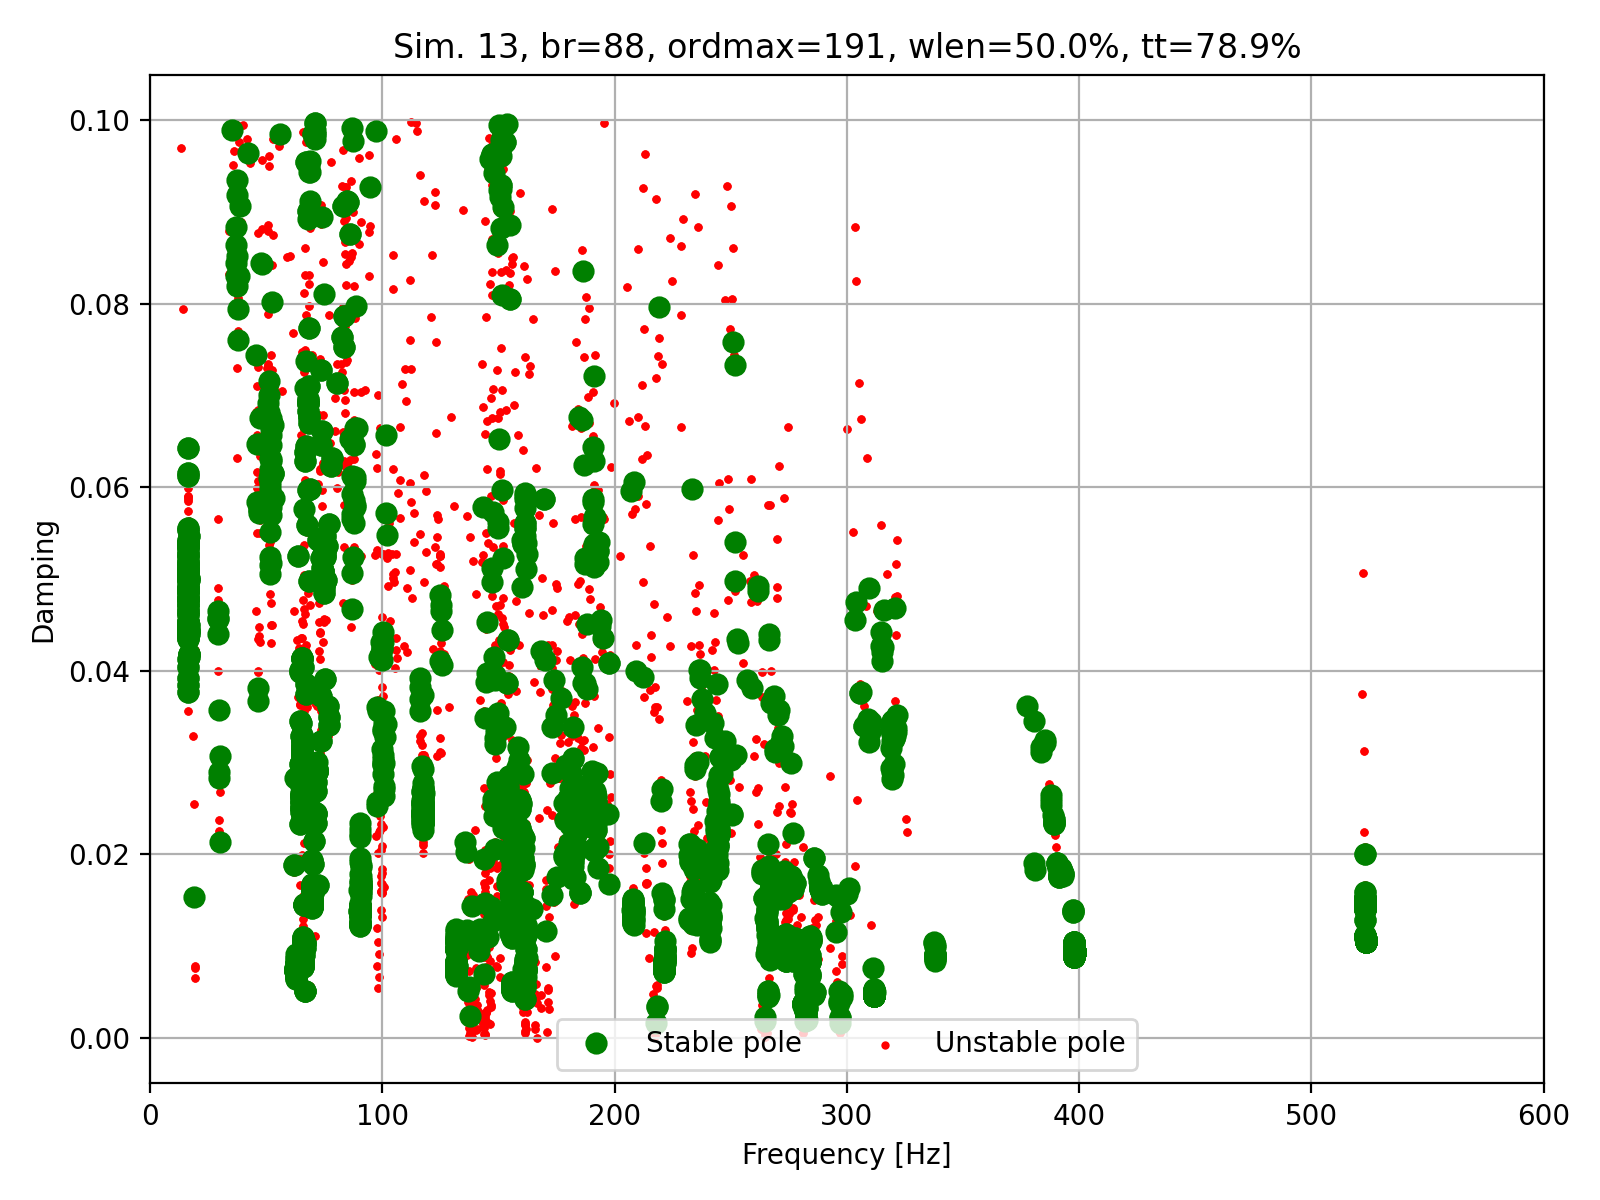 Sim. 13, br=88, ordmax=191, wlen=50.0%, tt=78.9%
0.10
0.08
0.06
0.04
0.02
0.00
Damping
Stable pole
Unstable pole
0
100
200
300
400
500
600
Frequency [Hz]